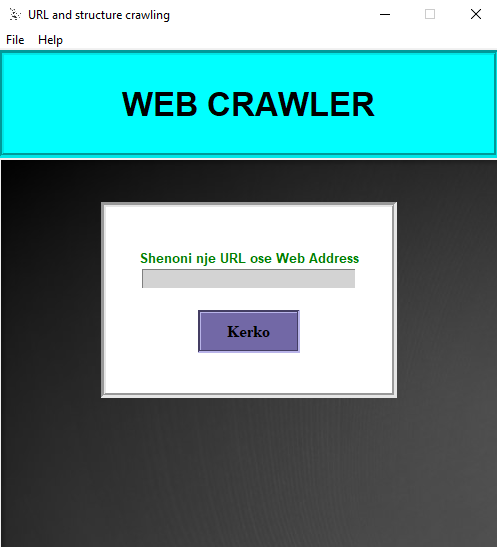 URL and structure crawling
File Help
WEB CRAWLER
Shenoni nje URL ose Web Address
Kerko